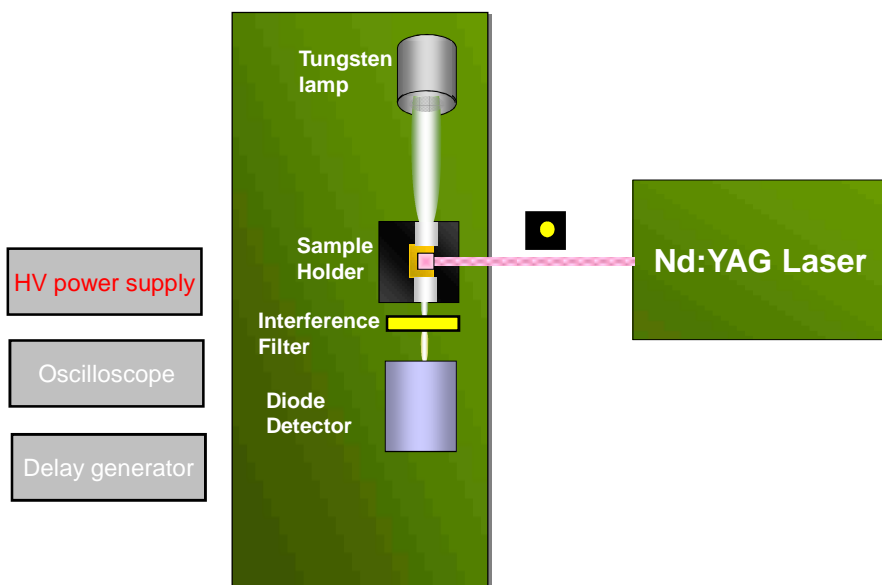 Tungsten
lamp
Sample
Holder
Nd:YAG Laser
HV power supply
Interference
Filter
Oscilloscope
Diode
Detector
Delay generator